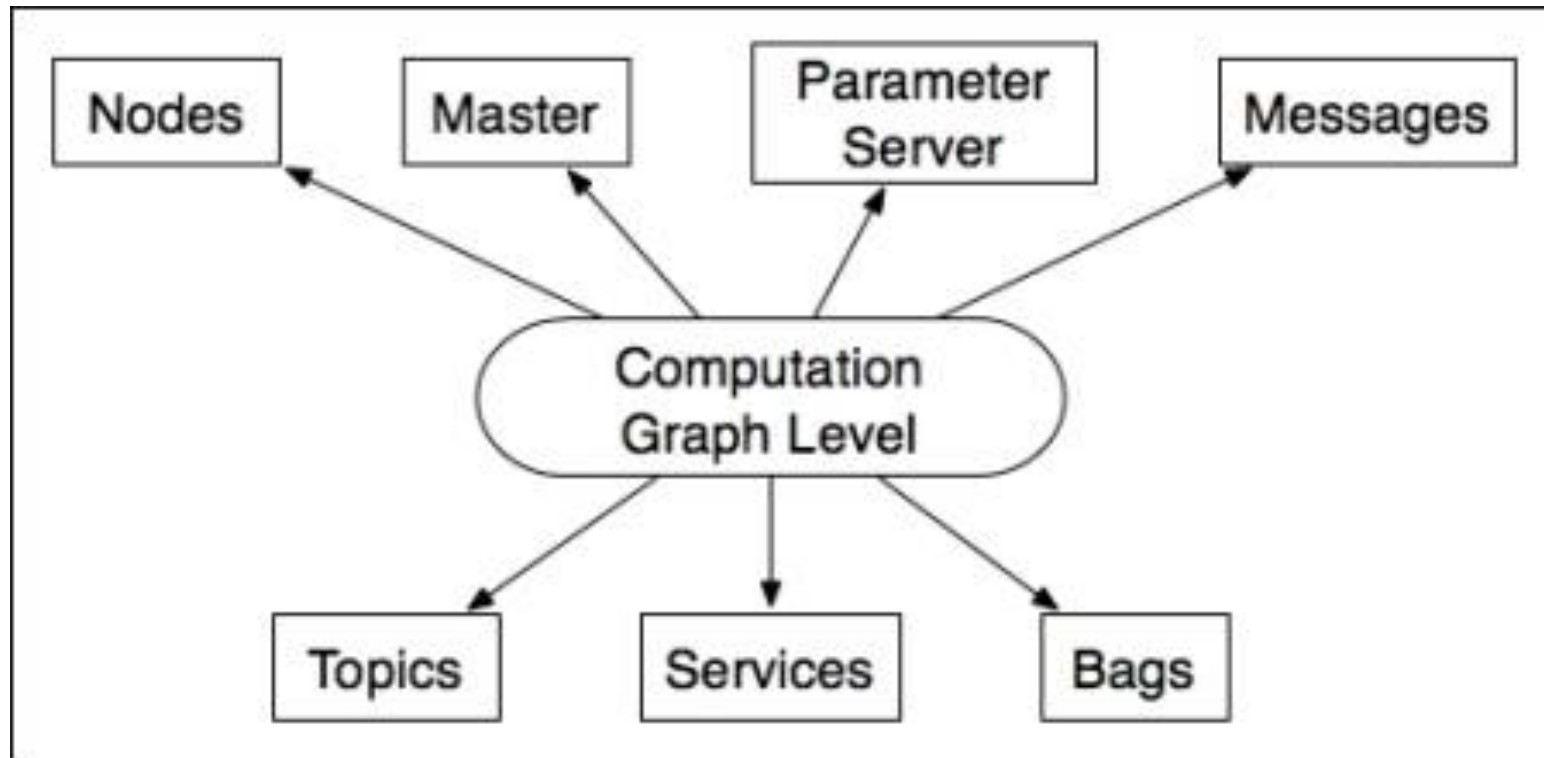 Nodes
Master
Parameter
Server
Messages
Computation
Graph Level
Topics
Services
Bags